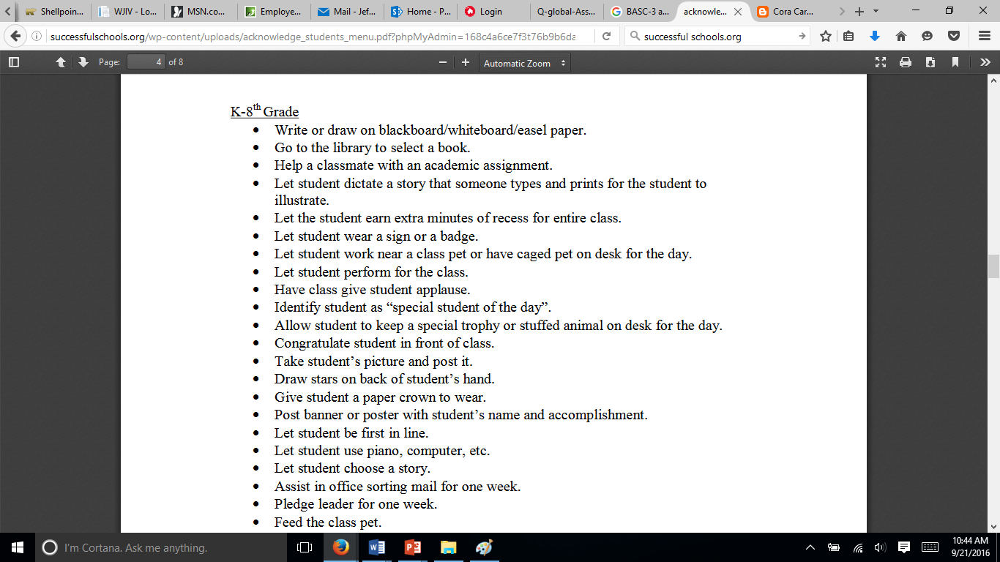 Shellpoin...
WJIV - Lo...
MSN.co...
Employe...
Mail - Jef...
Home - P...
Login
Q-global-Ass...
BASC-3 a...
acknowle...
Cora Car...
successfulschools.org/wp-content/uploads/acknowledge_students_menu.pdf?phpMyAdmin=168c4a6ce7f3t76b9b6da
successful schools.org
Page: 4 of 8
Automatic Zoom
K-8th Grade
• Write or draw on blackboard/whiteboard/easel paper.
• Go to the library to select a book.
• Help a classmate with an academic assignment.
• Let student dictate a story that someone types and prints for the student to
illustrate.
• Let the student earn extra minutes of recess for entire class.
• Let student wear a sign or a badge.
• Let student work near a class pet or have caged pet on desk for the day.
• Let student perform for the class.
• Have class give student applause.
• Identify student as “special student of the day”.
• Allow student to keep a special trophy or stuffed animal on desk for the day.
• Congratulate student in front of class.
• Take student’s picture and post it.
• Draw stars on back of student’s hand.
• Give student a paper crown to wear.
• Post banner or poster with student’s name and accomplishment.
• Let student be first in line.
• Let student use piano, computer, etc.
• Let student choose a story.
• Assist in office sorting mail for one week.
• Pledge leader for one week.
• Feed the class pet.
I’m Cortana. Ask me anything.
10:44 AM
9/21/2016